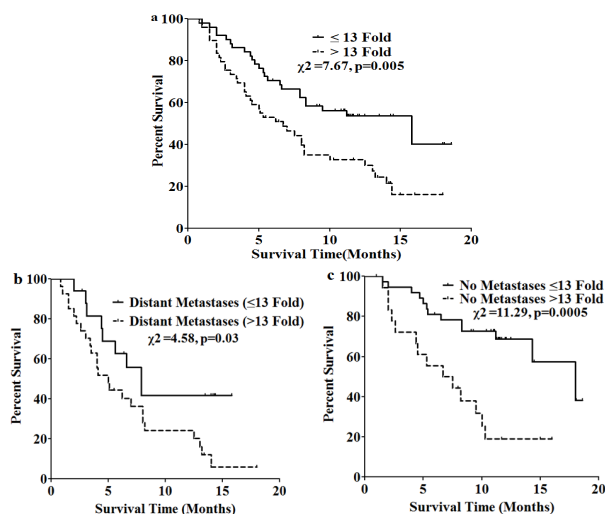 a
≤ 13 Fold
> 13 Fold
χ2 =7.67, p=0.005
Percent Survival
100
80
60
40
20
0
5
10
15
20
Survival Time(Months)
b
Distant Metastases (≤13 Fold)
Distant Metastases (>13 Fold)
χ2 =4.58, p=0.03
Percent Survival
100
80
60
40
20
0
0
5
10
15
20
Survival Time (Months)
c
No Metastases ≤13 Fold
No Metastases >13 Fold
χ2 =11.29, p=0.0005
Percent Survival
100
80
60
40
20
0
0
5
10
15
20
Survival Time (Months)